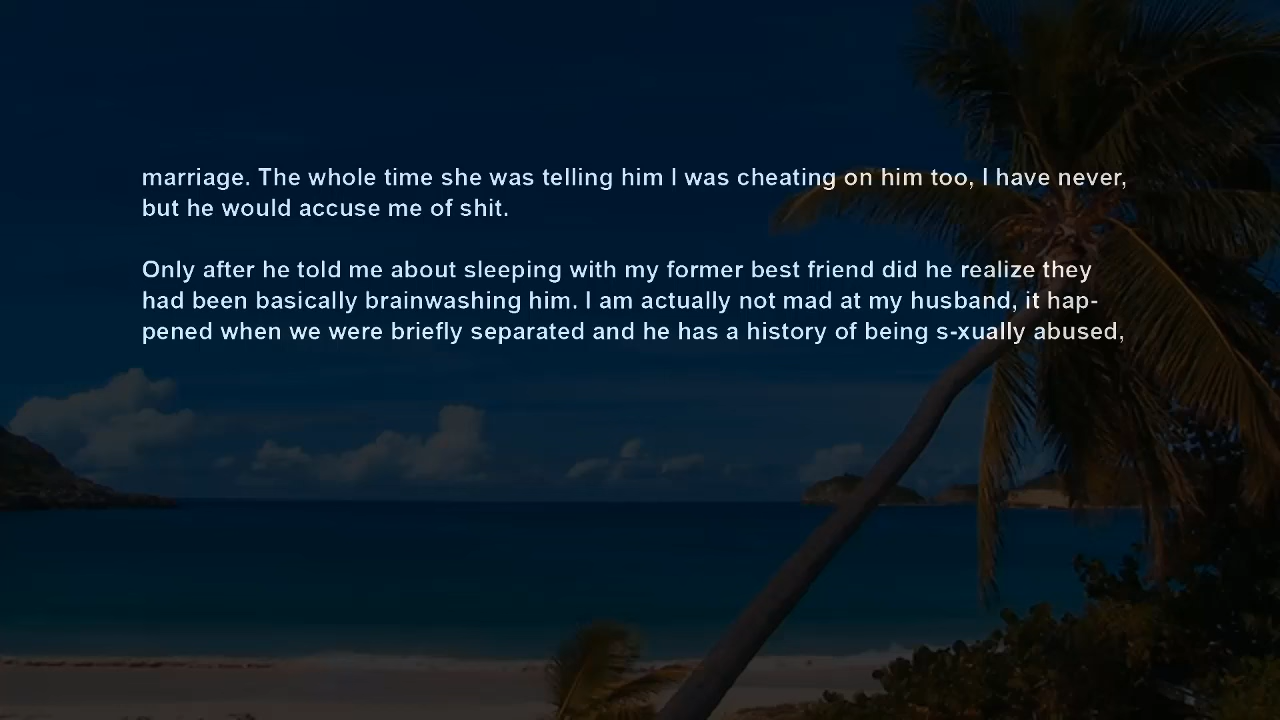 marriage. The whole time she was telling him I was cheating on him too, I have never,
but he would accuse me of shit.
Only after he told me about sleeping with my former best friend did he realize they
had been basically brainwashing him. I am actually not mad at my husband, it hap-
pened when we were briefly separated and he has a history of being s-xually abused,